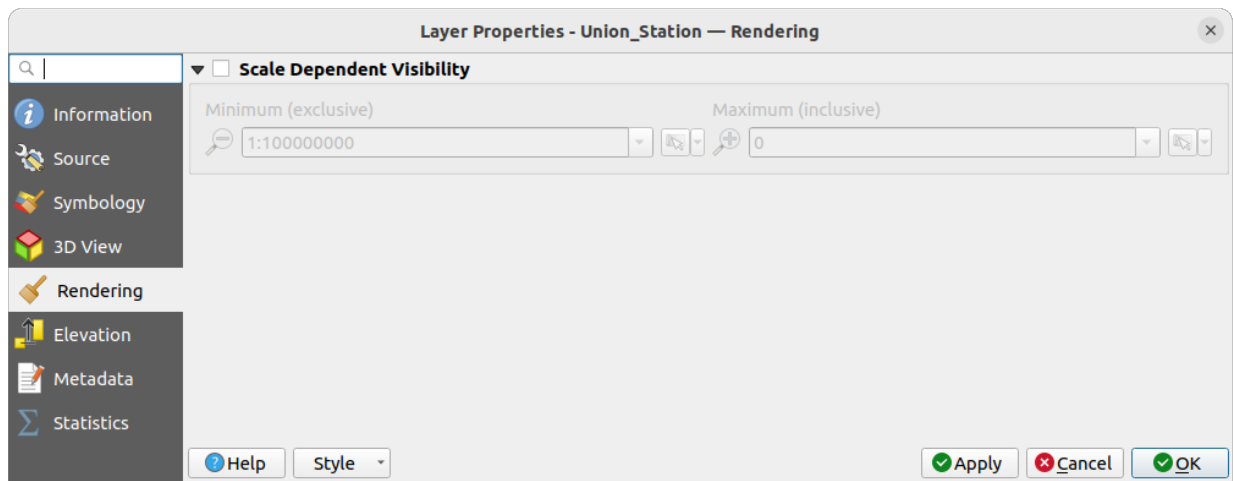 Layer Properties - Union_Station — Rendering
Information
Source
Symbology
3D View
Rendering
Elevation
Metadata
Statistics
Scale Dependent Visibility
Minimum (exclusive) Maximum (inclusive)
1:100000000 0
Help Style Apply Cancel OK